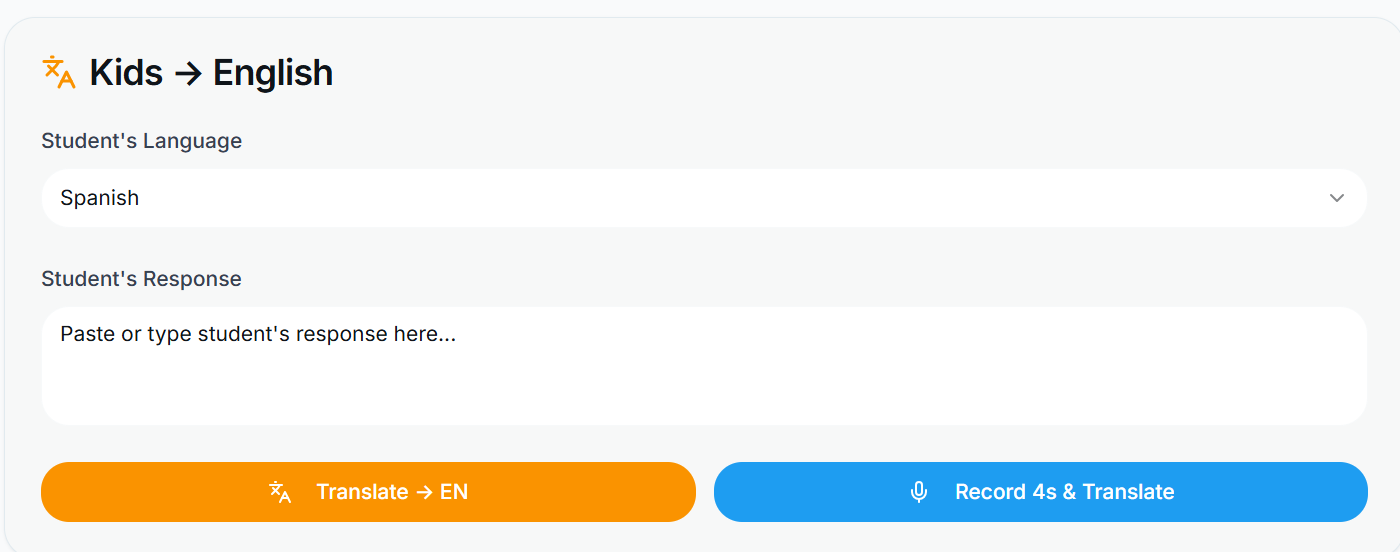 Kids → English
Student's Language
Spanish
Student's Response
Paste or type student's response here...
Translate → EN
Record 4s & Translate